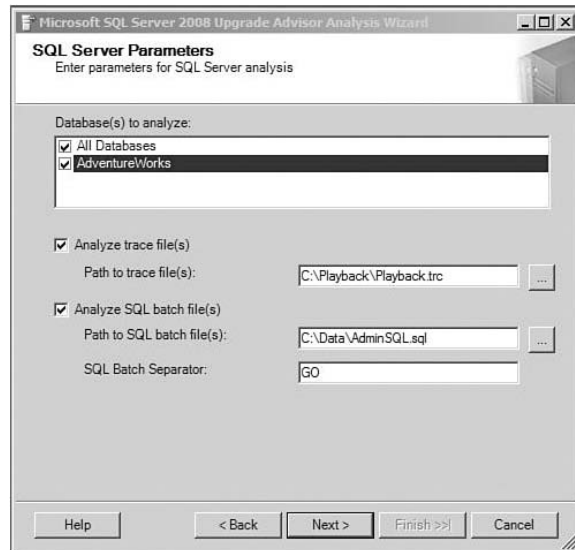 Microsoft SQL Server 2008 Upgrade Advisor Analysis Wizard
SQL Server Parameters
Enter parameters for SQL Server analysis
Database(s) to analyze:
All Databases
AdventureWorks
Analyze trace file(s)
Path to trace file(s): C:\Playback\Playback.trc ...
Analyze SQL batch file(s)
Path to SQL batch file(s): C:\Data\AdminSQL.sql ...
SQL Batch Separator: GO
Help < Back Next > Finish >>| Cancel